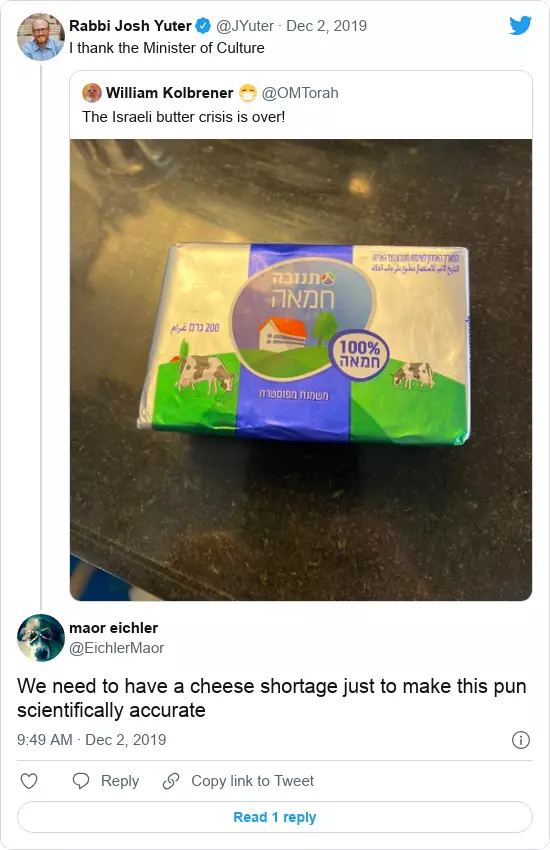 Rabbi Josh Yuter @JYuter · Dec 2, 2019
I thank the Minister of Culture
William Kolbrener 😷 @OMTorah
The Israeli butter crisis is over!
תנובה
חמאה
200 גרם غرام
100%
חמאה
משמנת מפוסטרת
maor eichler
@EichlerMaor
We need to have a cheese shortage just to make this pun
scientifically accurate
9:49 AM · Dec 2, 2019
Reply
Copy link to Tweet
Read 1 reply